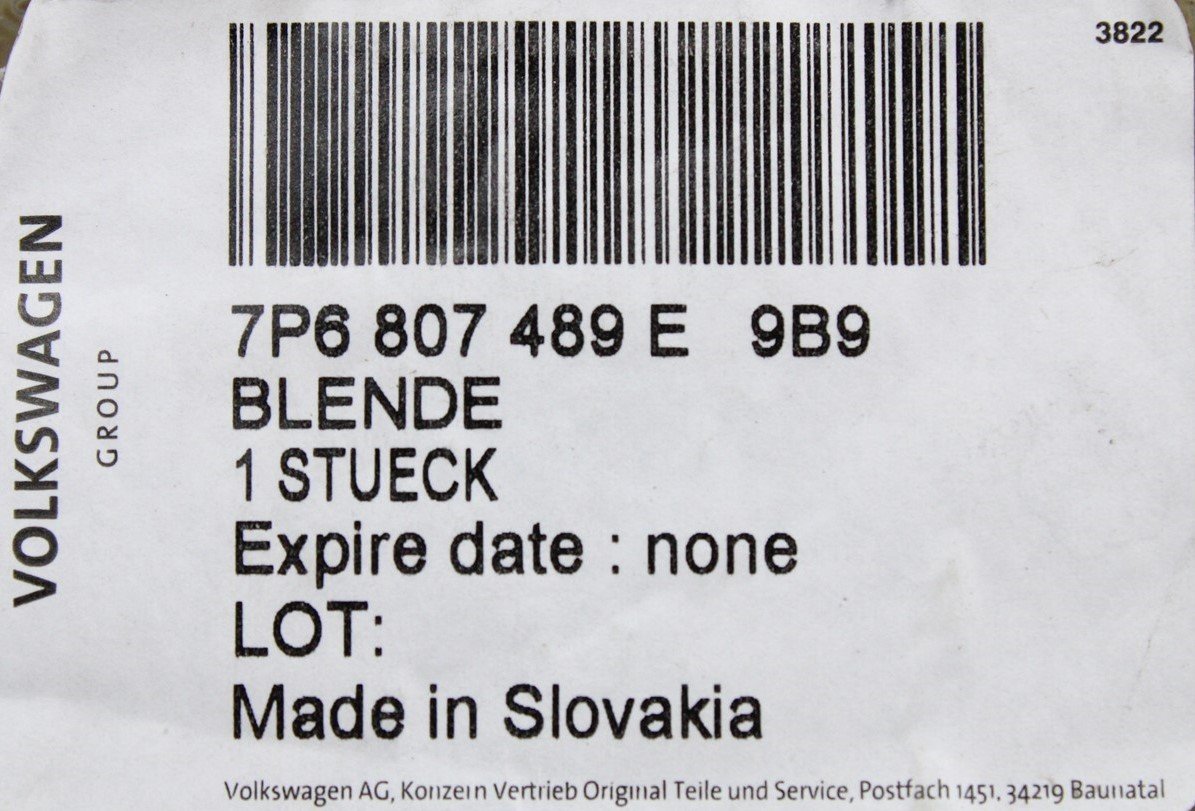 3822
VOLKSWAGEN
GROUP
7P6 807 489 E 9B9
BLENDE
1 STUECK
Expire date : none
LOT:
Made in Slovakia
Volkswagen AG, Konzern Vertrieb Original Teile und Service, Postfach 1451, 34219 Baunatal